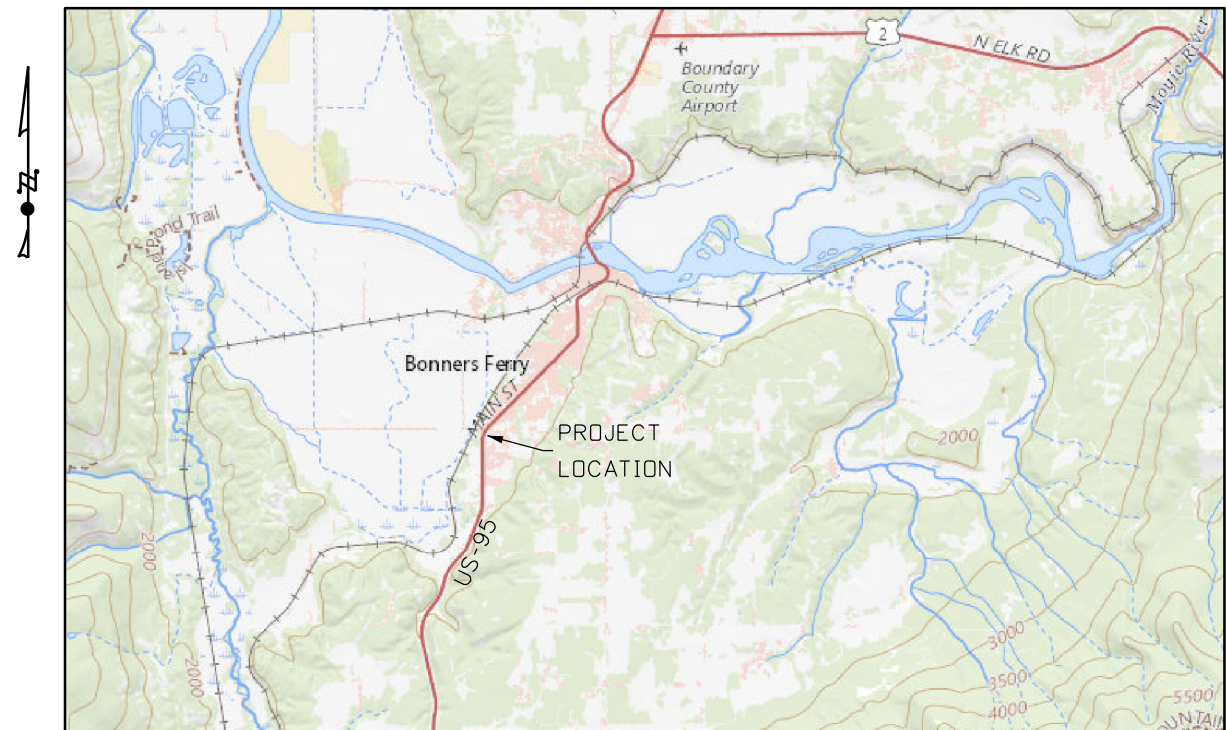 2
N ELK RD
Moyie River
Boundary
County
Airport
Pond Trail
Bonners Ferry
MAIN ST
PROJECT
LOCATION
2000
US-95
2000
2000
3000
3500
4000
5500
OUNTAIN